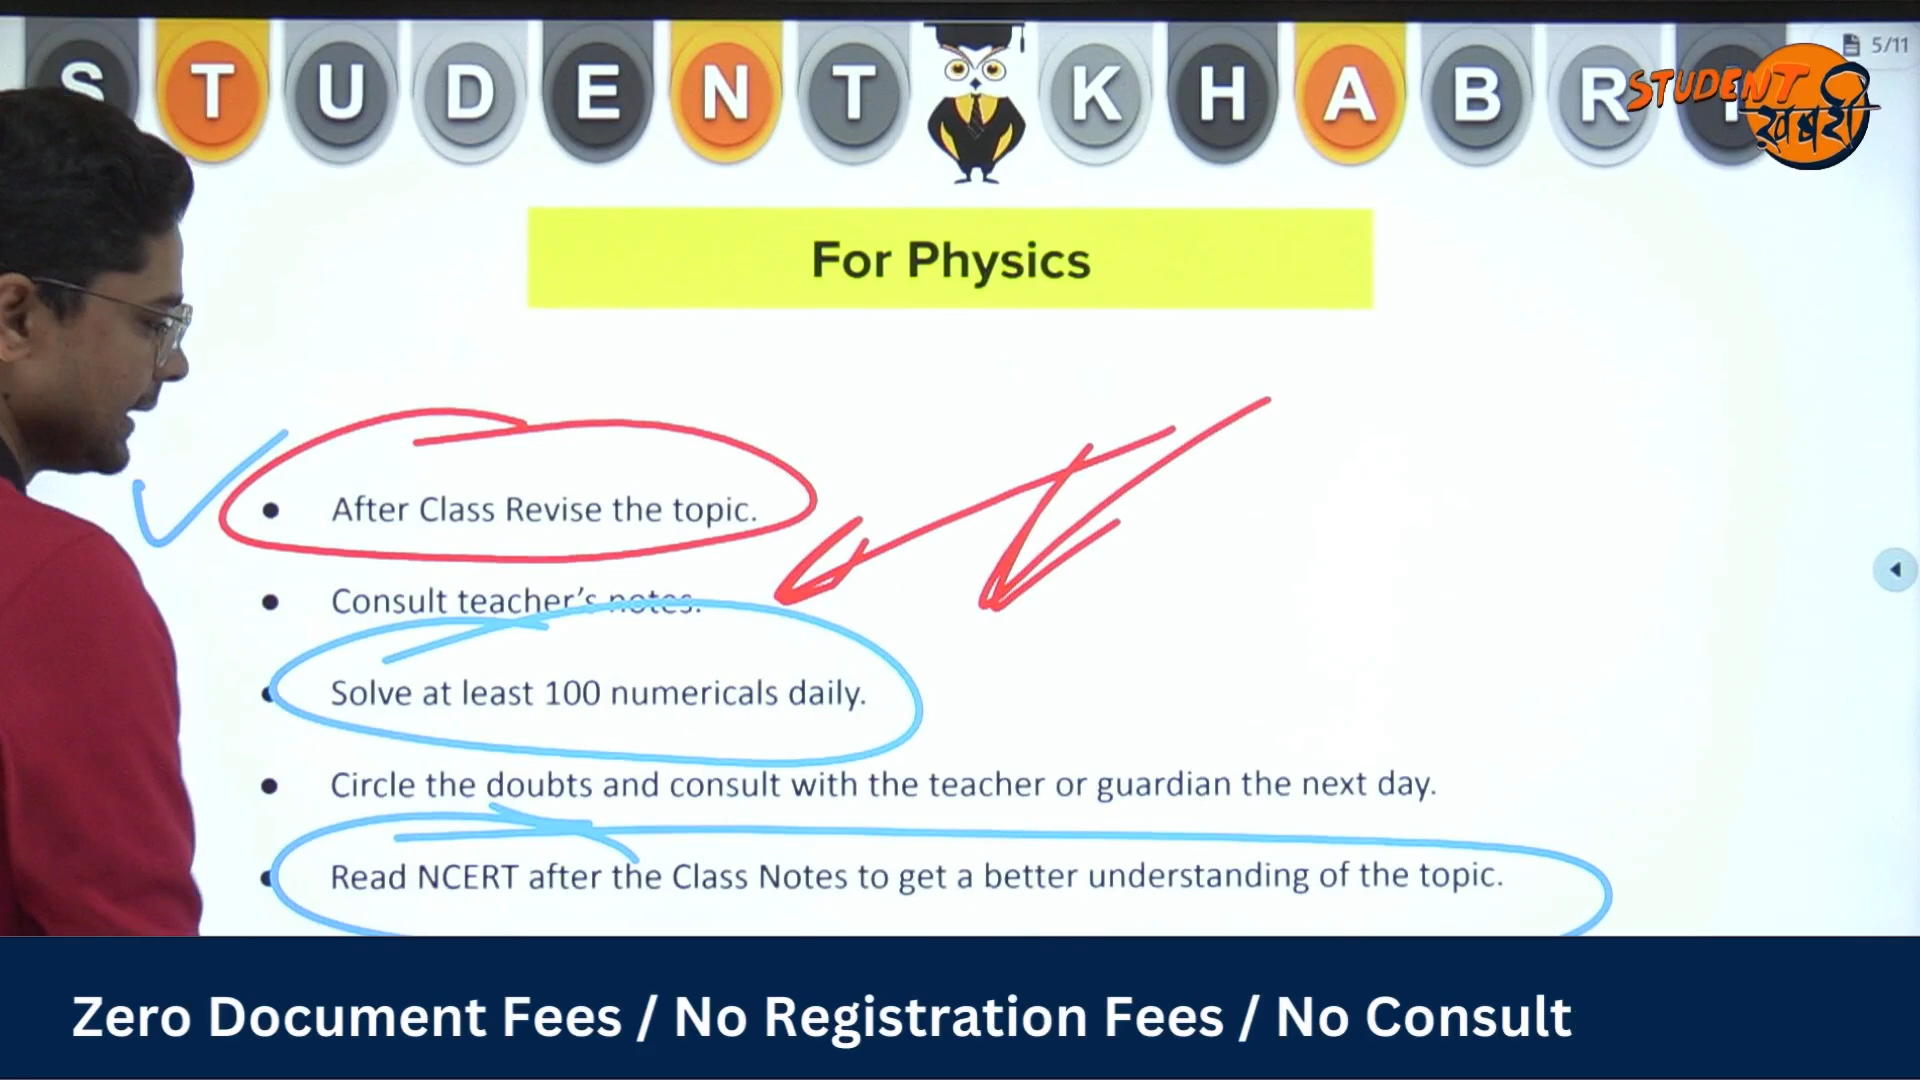 STUDENT KHABRI
5/11
STUDENT
खबरी
For Physics
• After Class Revise the topic.
• Consult teacher's notes.
• Solve at least 100 numericals daily.
• Circle the doubts and consult with the teacher or guardian the next day.
• Read NCERT after the Class Notes to get a better understanding of the topic.
Zero Document Fees / No Registration Fees / No Consult